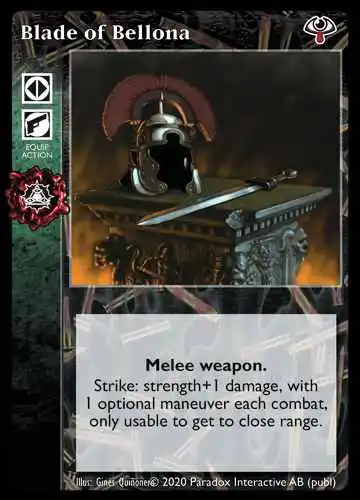 Blade of Bellona
EQUIP
ACTION
Melee weapon.
Strike: strength+1 damage, with
1 optional maneuver each combat,
only usable to get to close range.
Illus: Gines Quiñonero© 2020 Paradox Interactive AB (publ)